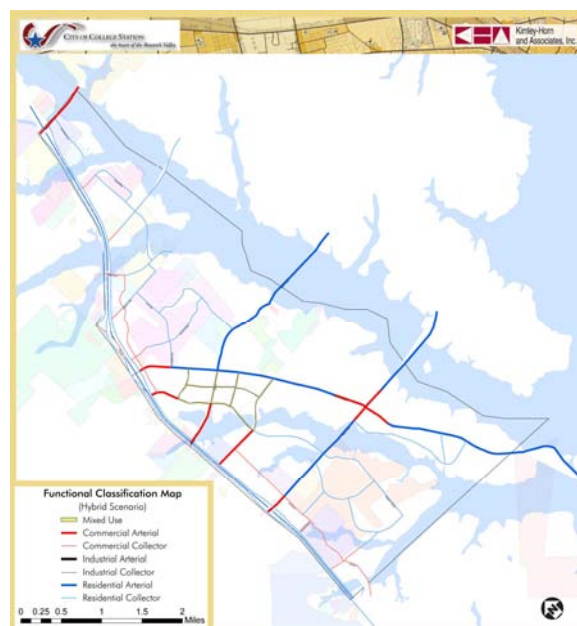 CITY OF COLLEGE STATION
the heart of the Research Valley
Kimley-Horn
and Associates, Inc.
Functional Classification Map
(Hybrid Scenario)
Mixed Use
Commercial Arterial
Commercial Collector
Industrial Arterial
Industrial Collector
Residential Arterial
Residential Collector
0 0.25 0.5 1 1.5 2
Miles
N